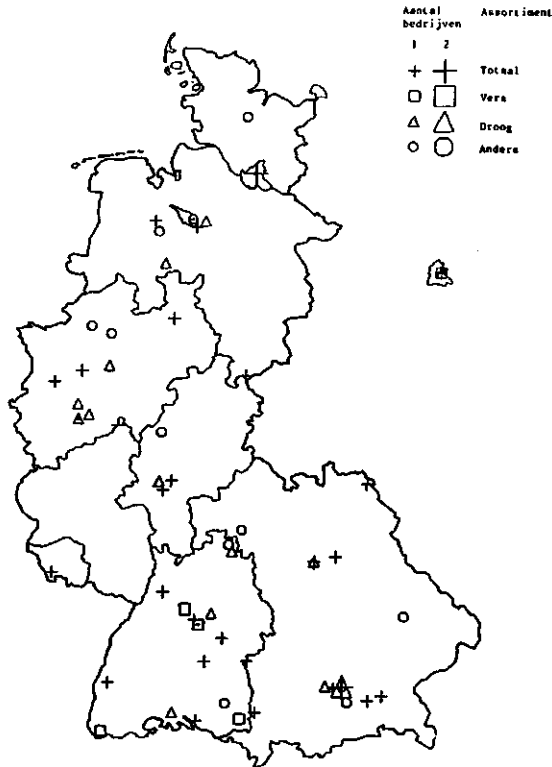 Aantal Assortiment
bedrijven
1 2
Totaal
Vers
Droog
Andere